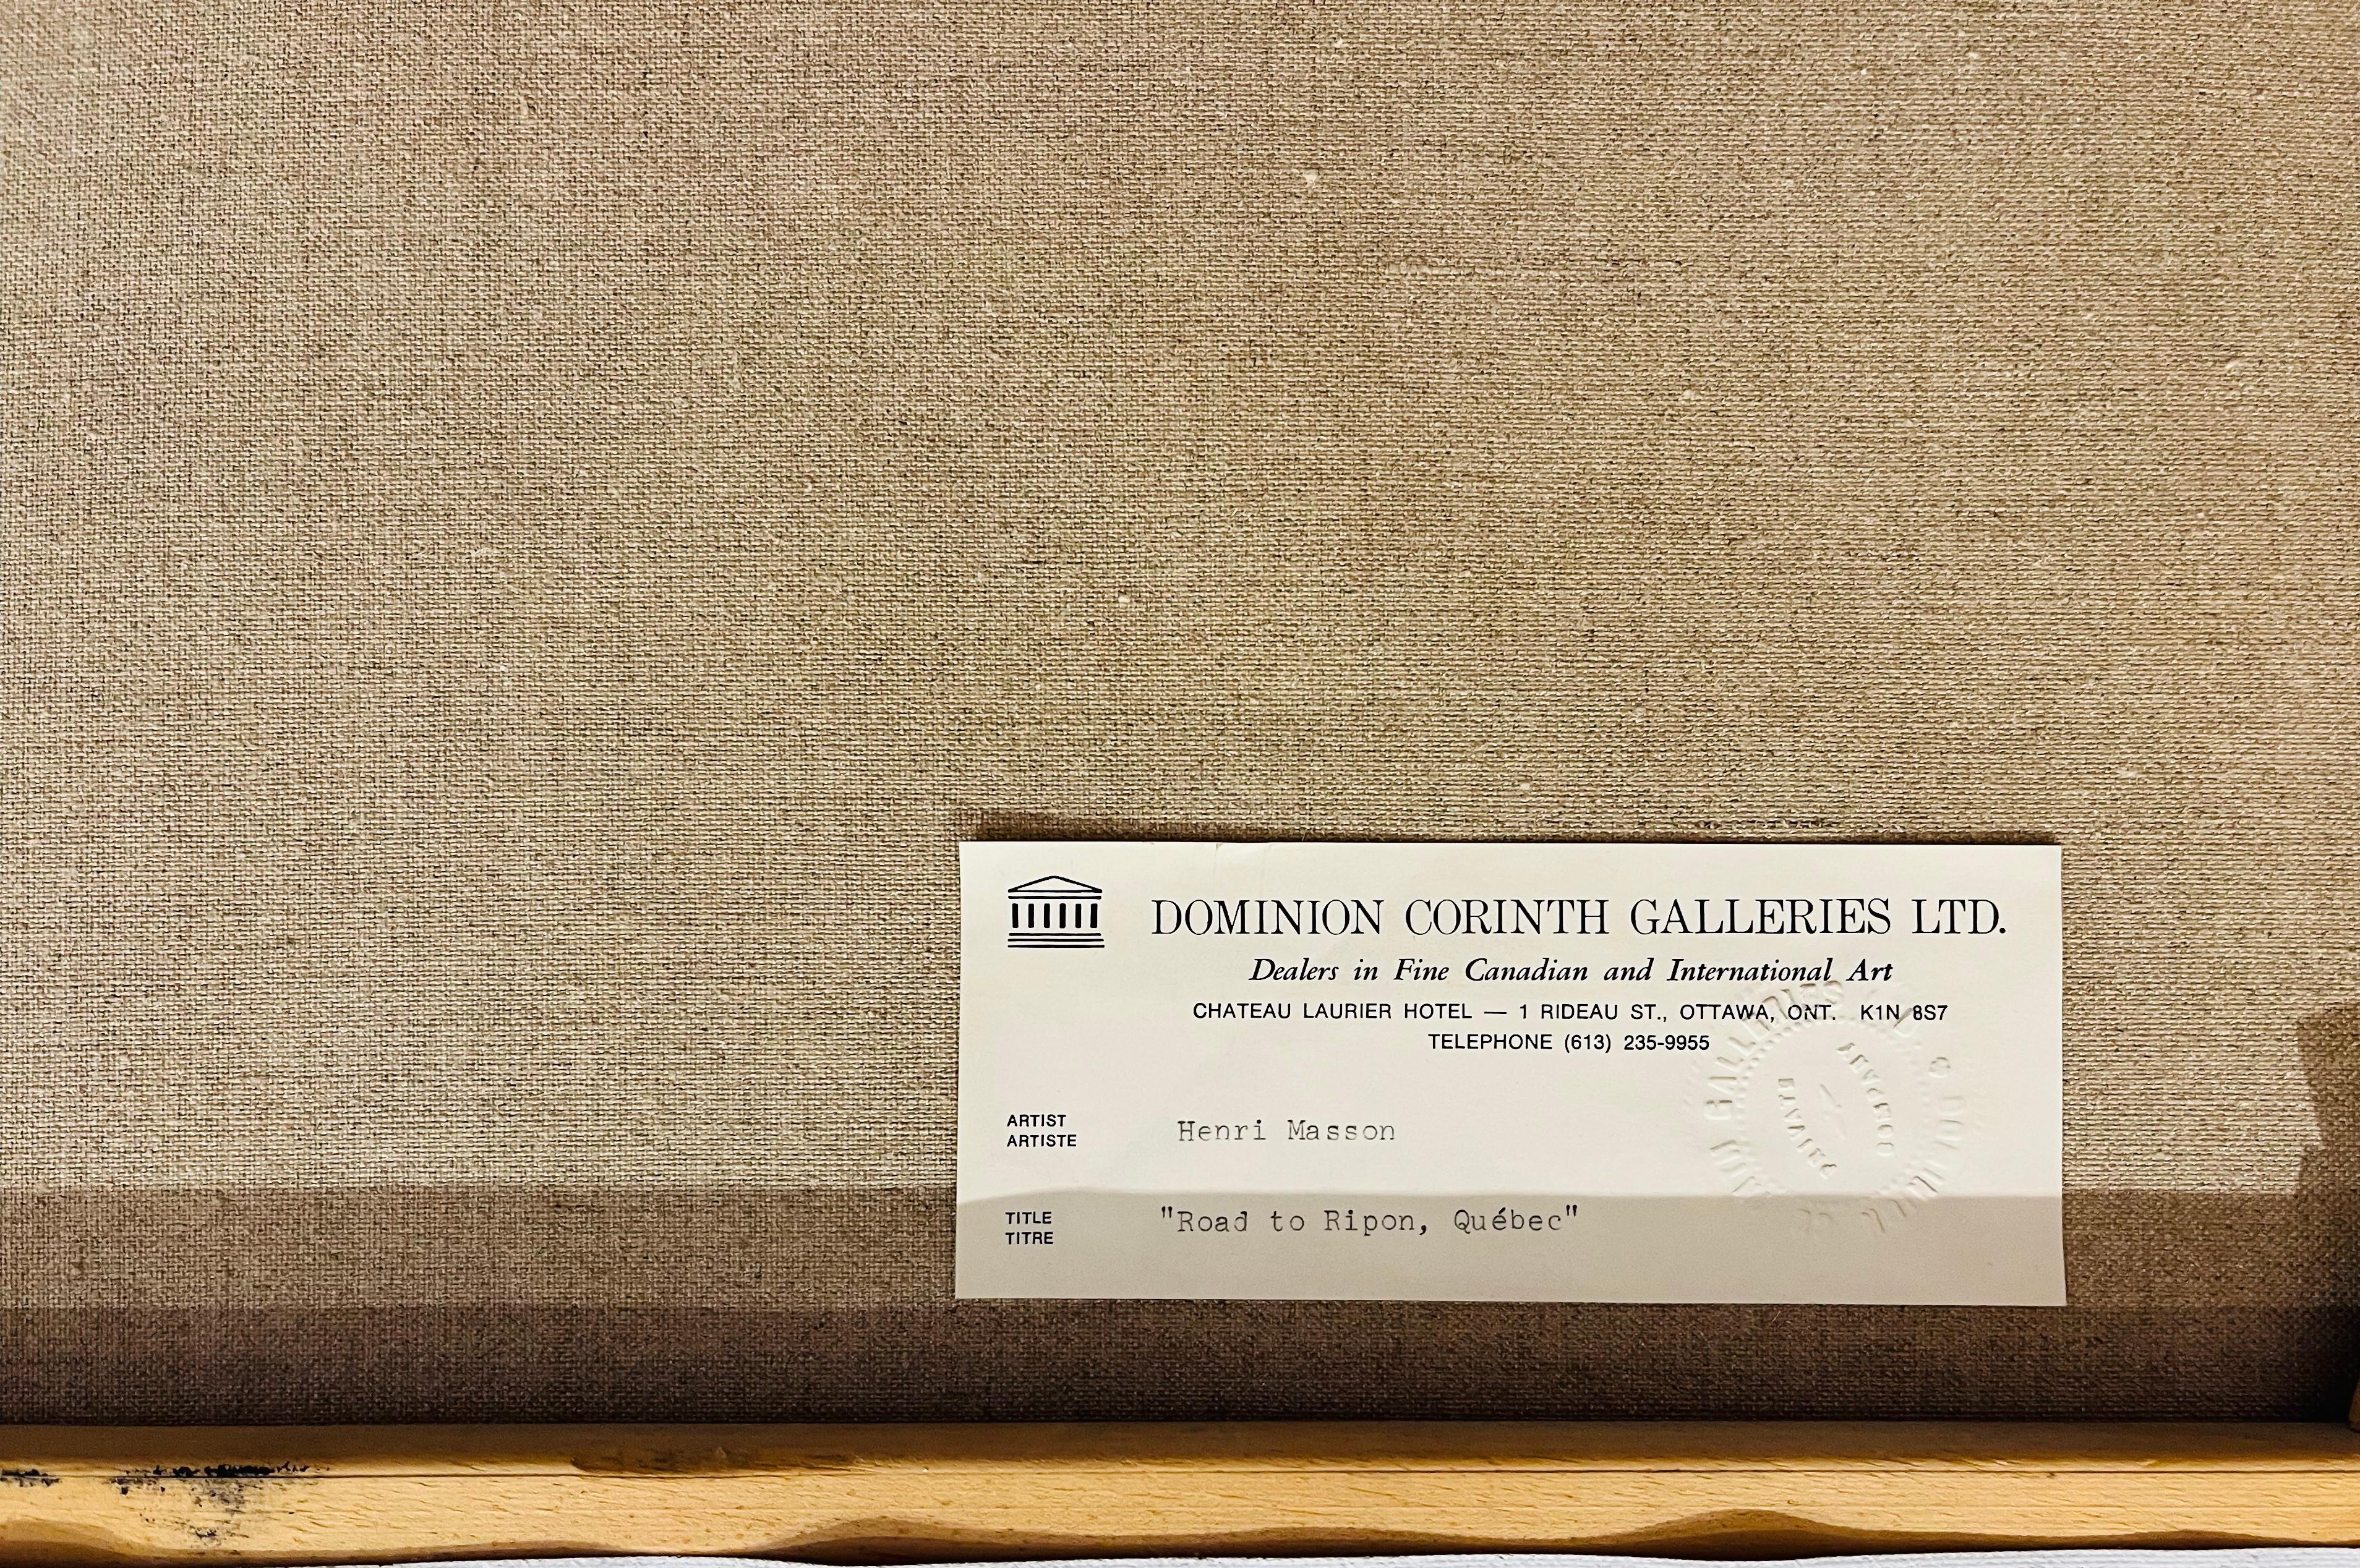 DOMINION CORINTH GALLERIES LTD.
Dealers in Fine Canadian and International Art
CHATEAU LAURIER HOTEL — 1 RIDEAU ST., OTTAWA, ONT. K1N 8S7
TELEPHONE (613) 235-9955
ARTIST
ARTISTE
Henri Masson
TITLE
TITRE
"Road to Ripon, Québec"
GALLERIES